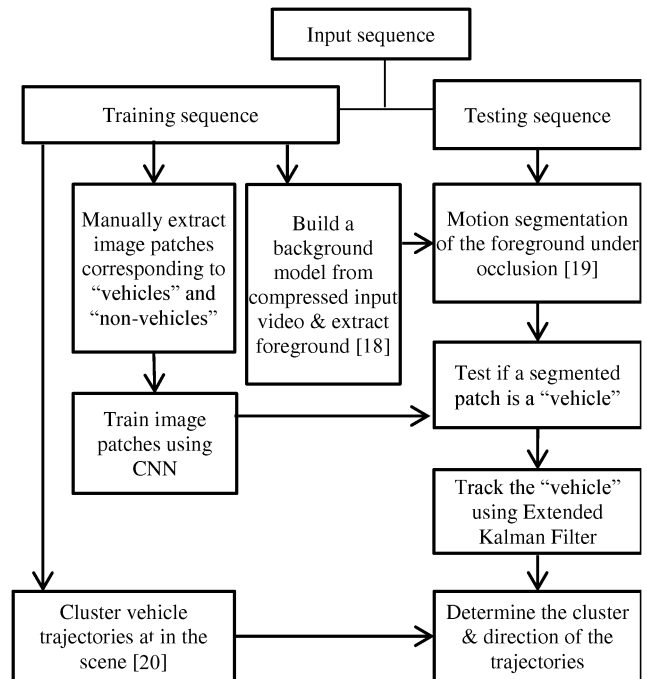 Input sequence
Training sequence
Testing sequence
Manually extract
image patches
corresponding to
“vehicles” and
“non-vehicles”
Build a
background
model from
compressed input
video & extract
foreground [18]
Motion segmentation
of the foreground under
occlusion [19]
Test if a segmented
patch is a “vehicle”
Train image
patches using
CNN
Track the “vehicle”
using Extended
Kalman Filter
Cluster vehicle
trajectories at in the
scene [20]
Determine the cluster
& direction of the
trajectories